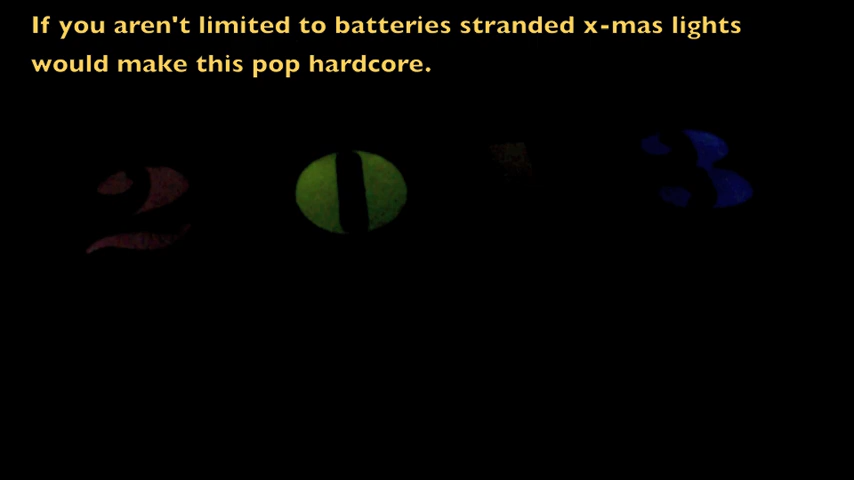 If you aren't limited to batteries stranded x-mas lights
would make this pop hardcore.
2 0 3